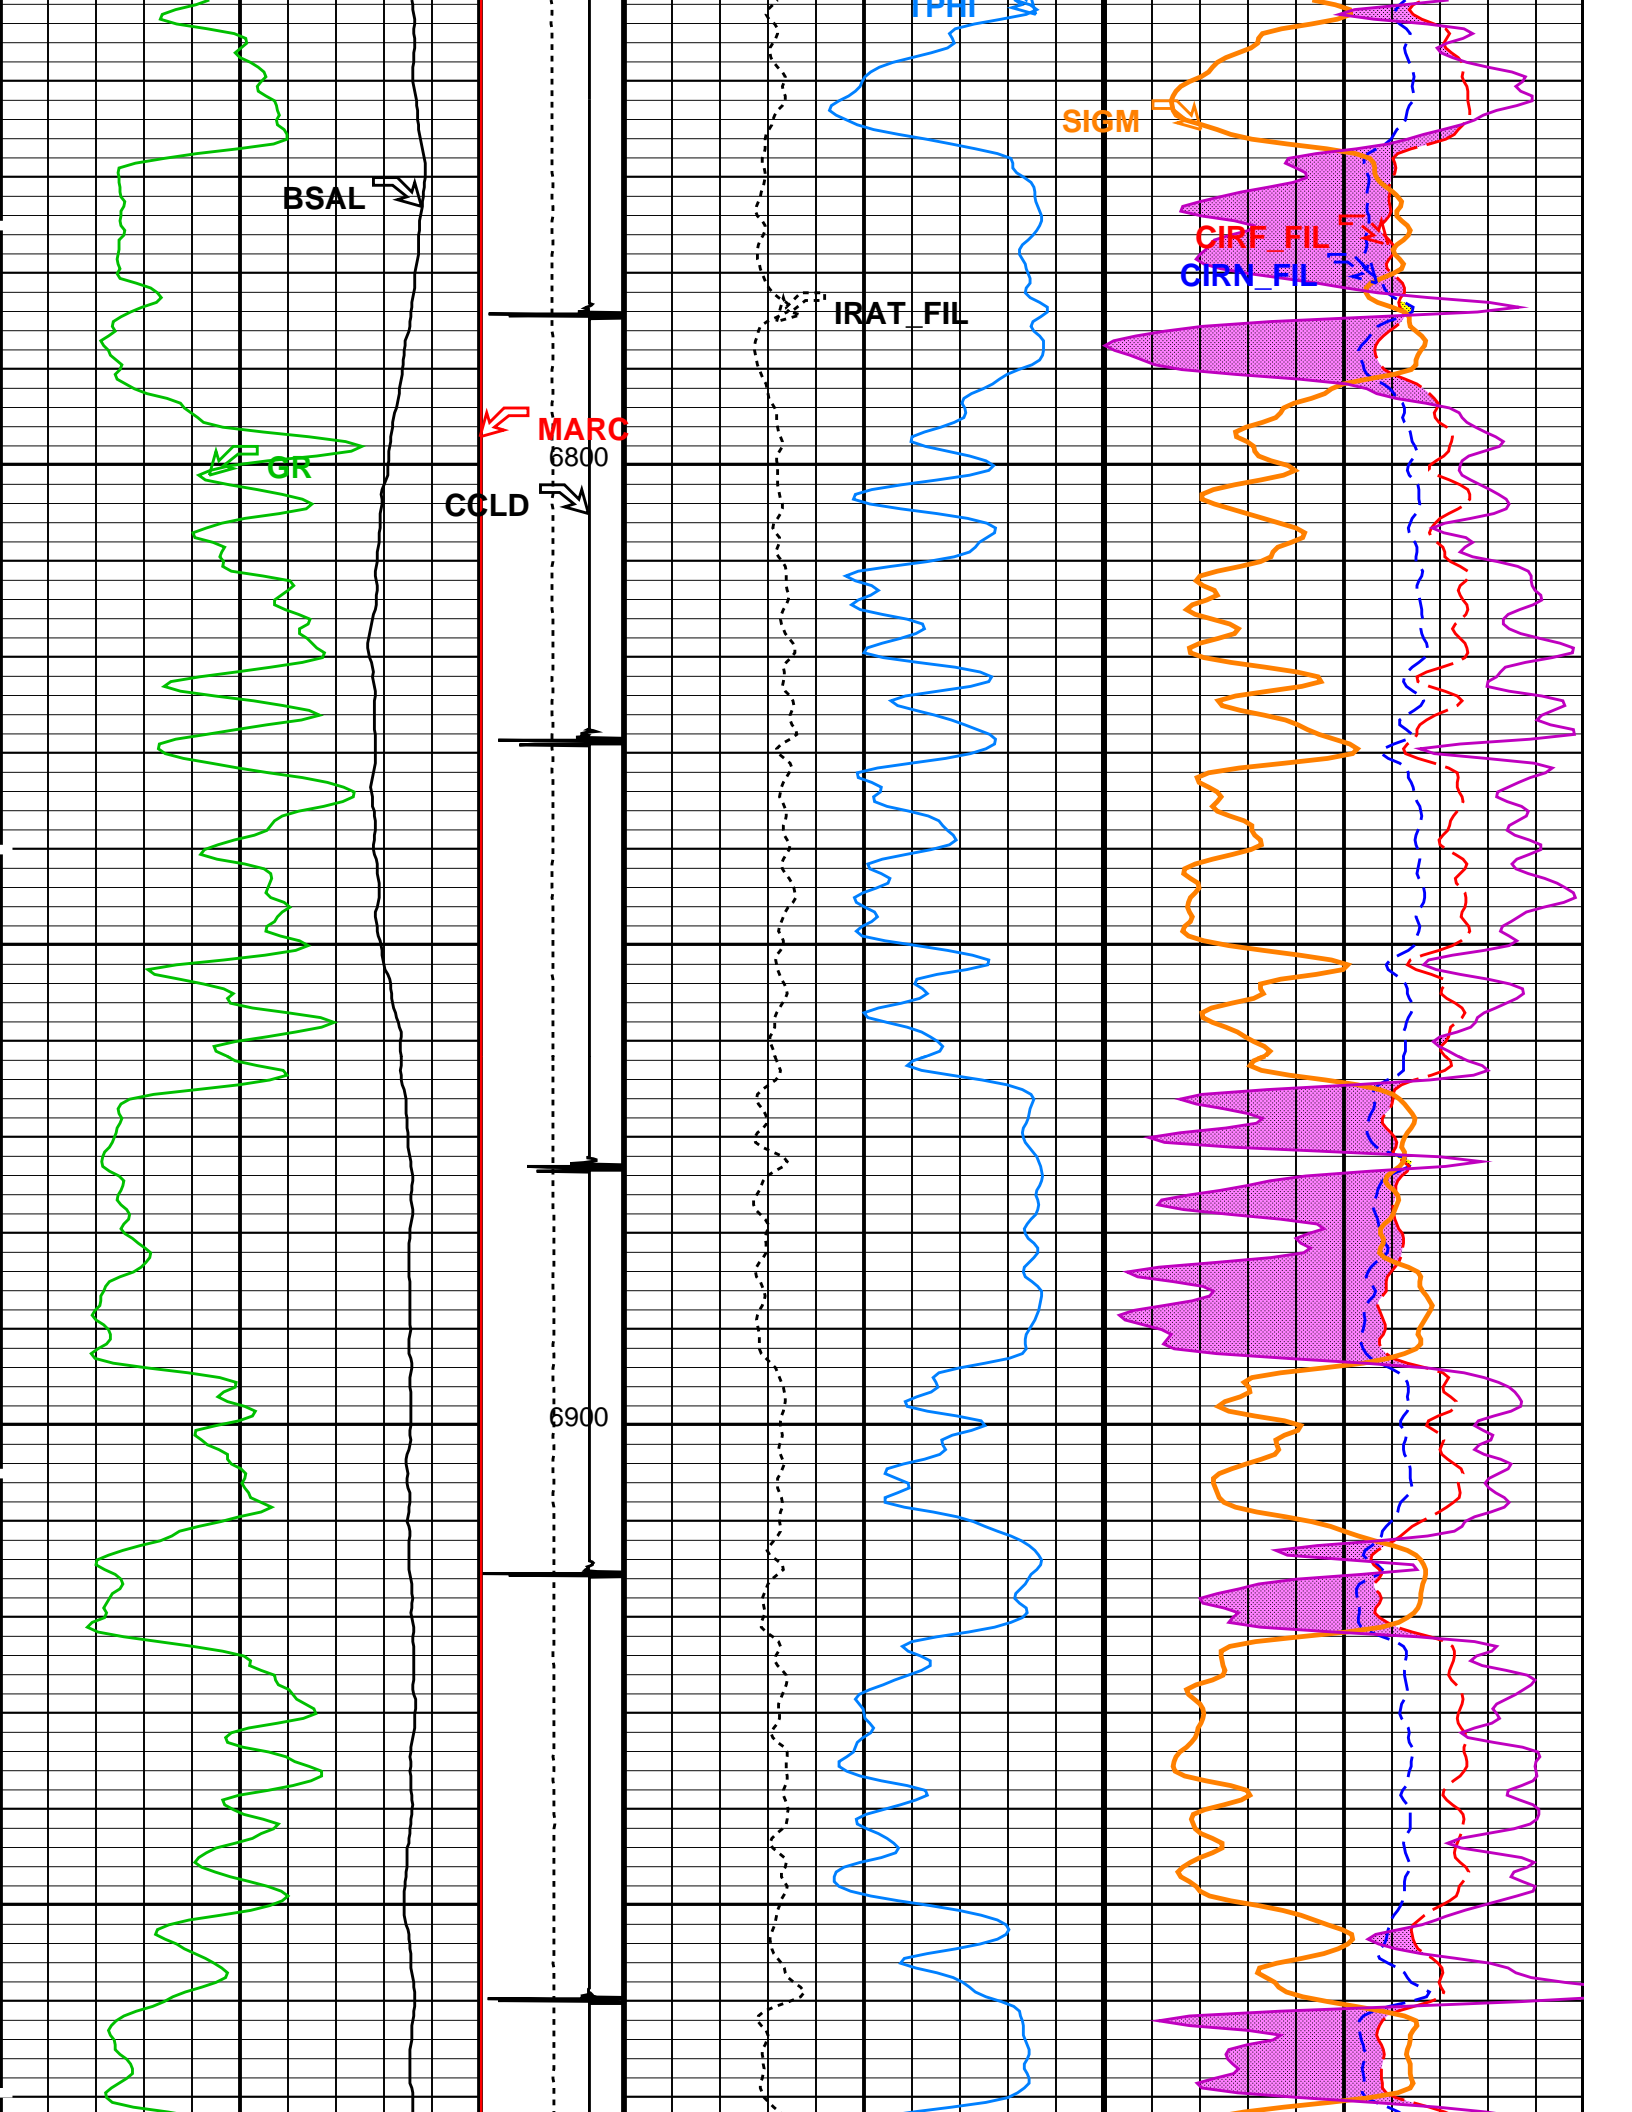 TPHI
SIGM
BSAL
CIRF_FIL
CIRN_FIL
IRAT_FIL
MARC
6800
GR
CCLD
6900